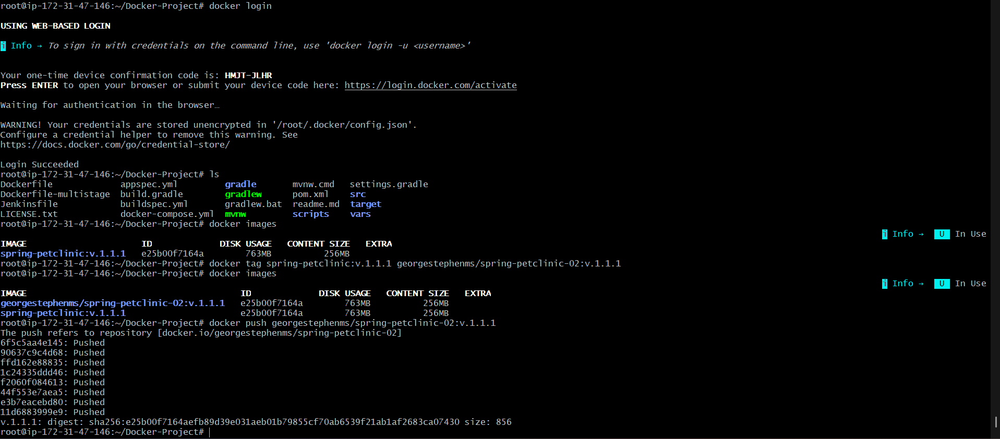 root@ip-172-31-47-146:~/Docker-Project# docker login
USING WEB-BASED LOGIN
i Info → To sign in with credentials on the command line, use 'docker login -u <username>'
Your one-time device confirmation code is: HMJT-JLHR
Press ENTER to open your browser or submit your device code here: https://login.docker.com/activate
Waiting for authentication in the browser…
WARNING! Your credentials are stored unencrypted in '/root/.docker/config.json'.
Configure a credential helper to remove this warning. See
https://docs.docker.com/go/credential-store/
Login Succeeded
root@ip-172-31-47-146:~/Docker-Project# ls
Dockerfile appspec.yml gradle mvnw.cmd settings.gradle
Dockerfile-multistage build.gradle gradlew pom.xml src
Jenkinsfile buildspec.yml gradlew.bat readme.md target
LICENSE.txt docker-compose.yml mvnw scripts vars
root@ip-172-31-47-146:~/Docker-Project# docker images
i Info → U In Use
IMAGE ID DISK USAGE CONTENT SIZE EXTRA
spring-petclinic:v.1.1.1 e25b00f7164a 763MB 256MB
root@ip-172-31-47-146:~/Docker-Project# docker tag spring-petclinic:v.1.1.1 georgestephenms/spring-petclinic-02:v.1.1.1
root@ip-172-31-47-146:~/Docker-Project# docker images
i Info → U In Use
IMAGE ID DISK USAGE CONTENT SIZE EXTRA
georgestephenms/spring-petclinic-02:v.1.1.1 e25b00f7164a 763MB 256MB
spring-petclinic:v.1.1.1 e25b00f7164a 763MB 256MB
root@ip-172-31-47-146:~/Docker-Project# docker push georgestephenms/spring-petclinic-02:v.1.1.1
The push refers to repository [docker.io/georgestephenms/spring-petclinic-02]
6f5c5aa4e145: Pushed
90637c9c4d68: Pushed
ffd162e88835: Pushed
1c24335ddd46: Pushed
f2060f084613: Pushed
44f553e7aea5: Pushed
e3b7eacebd80: Pushed
11d6883999e9: Pushed
v.1.1.1: digest: sha256:e25b00f7164aefb89d39e031aeb01b79855cf70ab6539f21ab1af2683ca07430 size: 856
root@ip-172-31-47-146:~/Docker-Project#